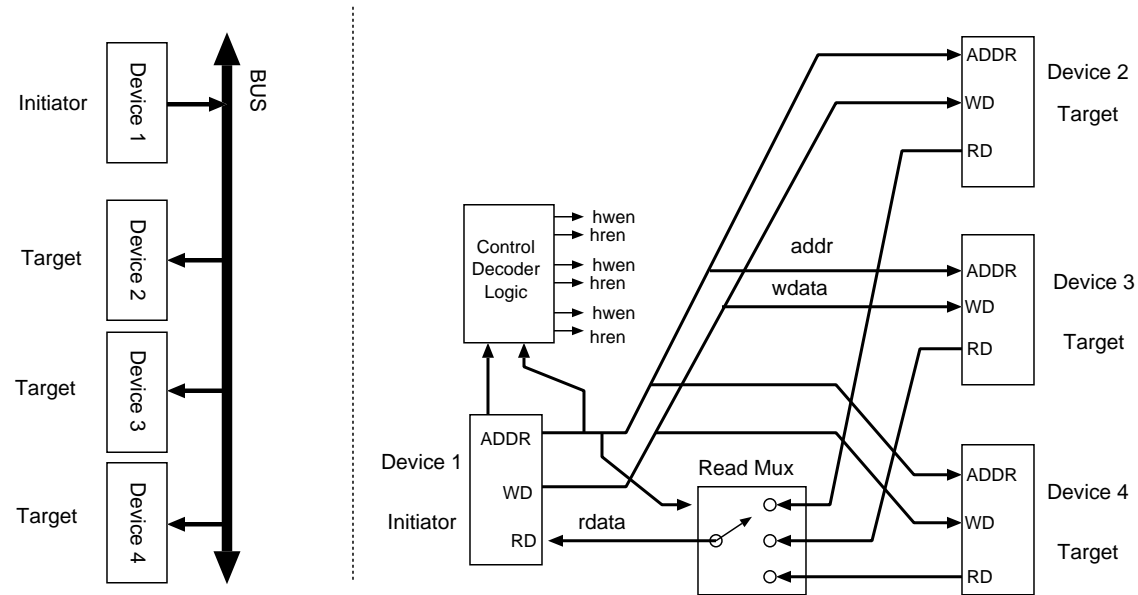 Initiator
Device 1
BUS
Target
Device 2
Target
Device 3
Target
Device 4
Control
Decoder
Logic
hwen
hren
hwen
hren
hwen
hren
ADDR
WD
RD
Device 2
Target
addr
wdata
ADDR
WD
RD
Device 3
Target
Device 1
Initiator
ADDR
WD
RD
rdata
Read Mux
ADDR
WD
RD
Device 4
Target